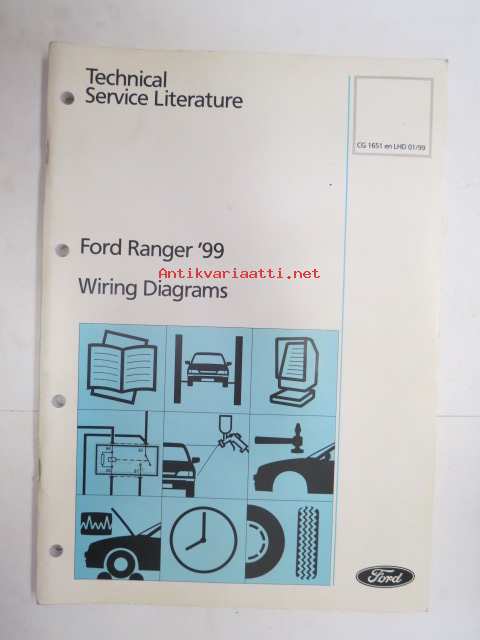 Technical
Service Literature
CG 1651 en LHD 01/99
Ford Ranger '99
Antikvariaatti.net
Wiring Diagrams
Ford